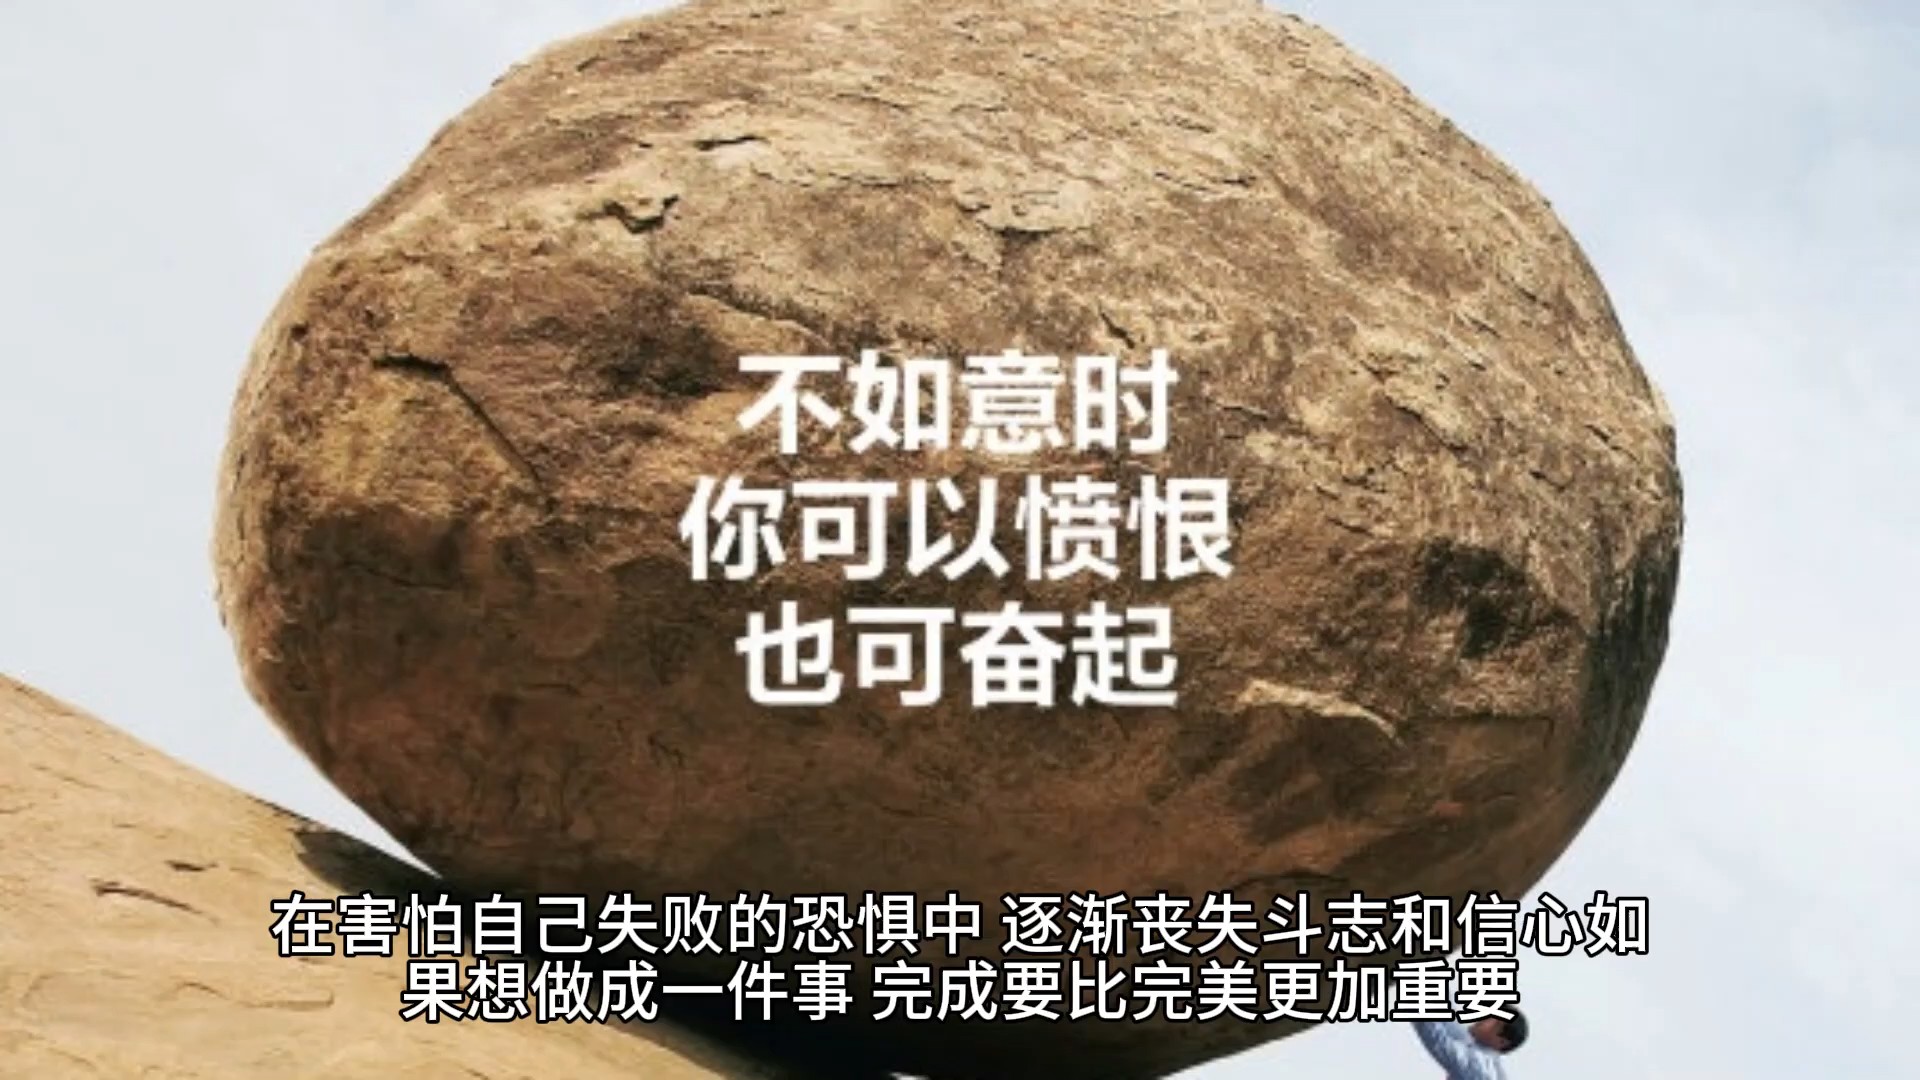 不如意时
你可以愤恨
也可奋起
在害怕自己失败的恐惧中 逐渐丧失斗志和信心如
果想做成一件事 完成要比完美更加重要